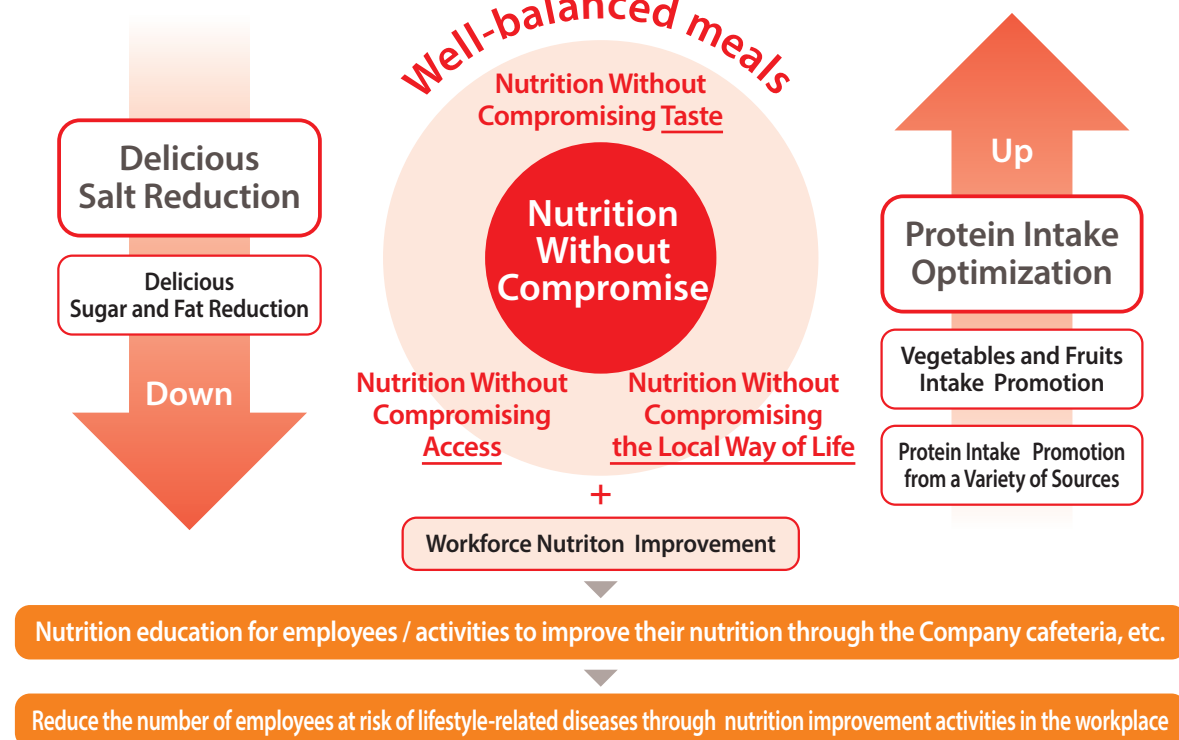 Well-balanced meals
Nutrition Without
Compromising Taste
Delicious
Salt Reduction
Delicious
Sugar and Fat Reduction
Down
Nutrition
Without
Compromise
Nutrition Without
Compromising
Access
Nutrition Without
Compromising
the Local Way of Life
Up
Protein Intake
Optimization
Vegetables and Fruits
Intake Promotion
Protein Intake Promotion
from a Variety of Sources
+
Workforce Nutriton Improvement
Nutrition education for employees / activities to improve their nutrition through the Company cafeteria, etc.
Reduce the number of employees at risk of lifestyle-related diseases through nutrition improvement activities in the workplace